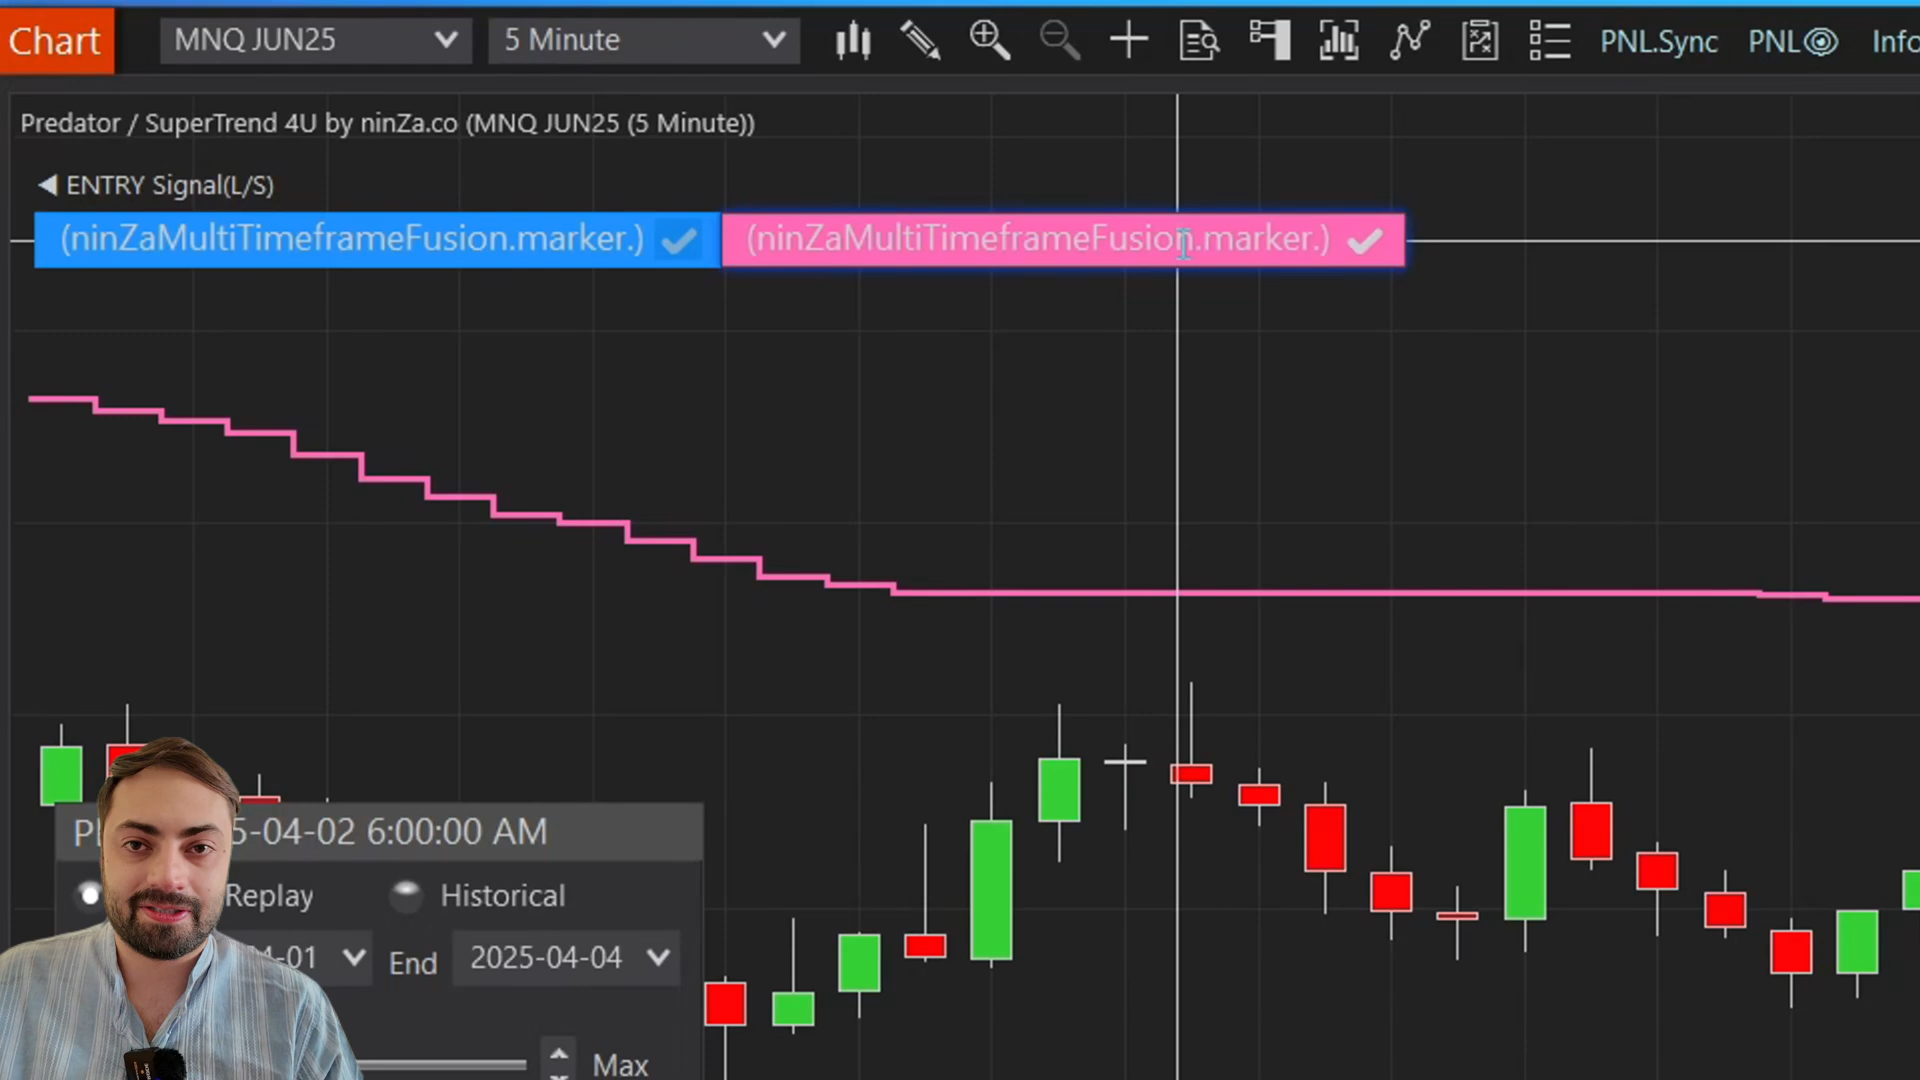 Chart
MNQ JUN25
5 Minute
PNL.Sync
PNL
Info
Predator / SuperTrend 4U by ninZa.co (MNQ JUN25 (5 Minute))
ENTRY Signal(L/S)
(ninZaMultiTimeframeFusion.marker.)
(ninZaMultiTimeframeFusion.marker.)
5-04-02 6:00:00 AM
Replay
Historical
-01
End
2025-04-04
Max